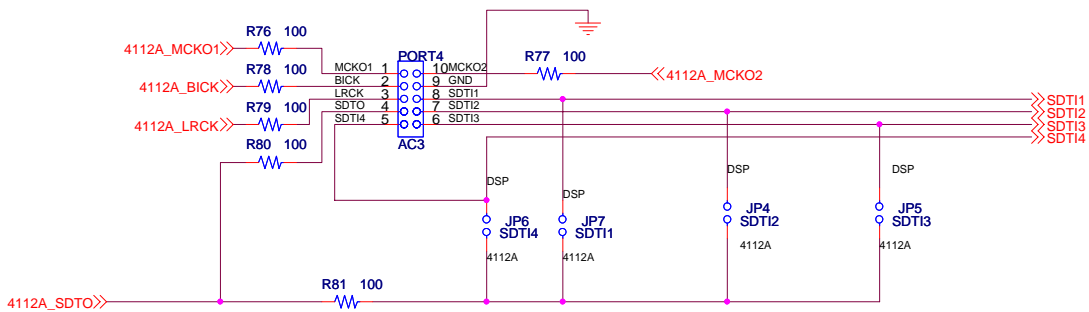 R76 100
4112A_MCKO1
R78 100
4112A_BICK
R79 100
4112A_LRCK
R80 100
PORT4
MCKO1 1 10 MCKO2
BICK 2 9 GND
LRCK 3 8 SDTI1
SDTO 4 7 SDTI2
SDTI4 5 6 SDTI3
AC3
R77 100
4112A_MCKO2
SDTI1
SDTI2
SDTI3
SDTI4
DSP
JP6
SDTI4
4112A
DSP
JP7
SDTI1
4112A
DSP
JP4
SDTI2
4112A
DSP
JP5
SDTI3
4112A
R81 100
4112A_SDTO